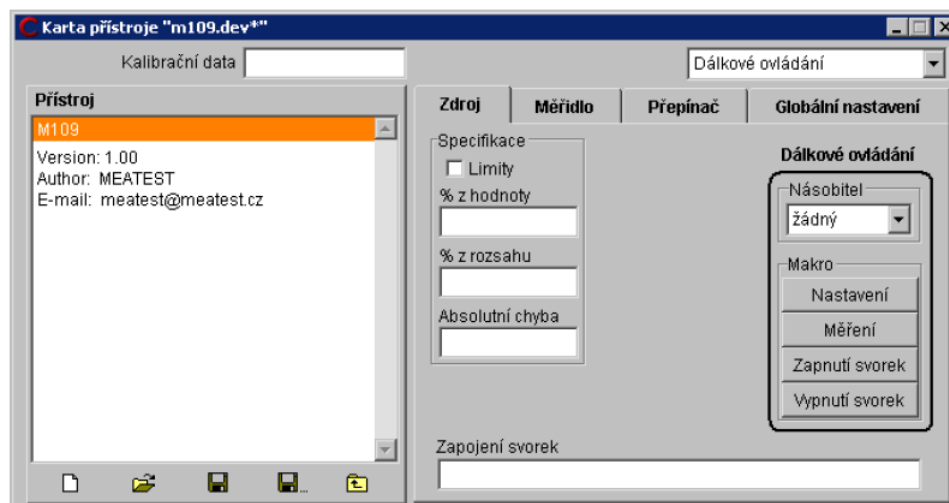 Karta přístroje "m109.dev*"
Kalibrační data
Dálkové ovládání
Přístroj
M109
Version: 1.00
Author: MEATEST
E-mail: meatest@meatest.cz
Zdroj
Měřidlo
Přepínač
Globální nastavení
Specifikace
Limity
% z hodnoty
% z rozsahu
Absolutní chyba
Dálkové ovládání
Násobitel
žádný
Makro
Nastavení
Měření
Zapnutí svorek
Vypnutí svorek
Zapojení svorek